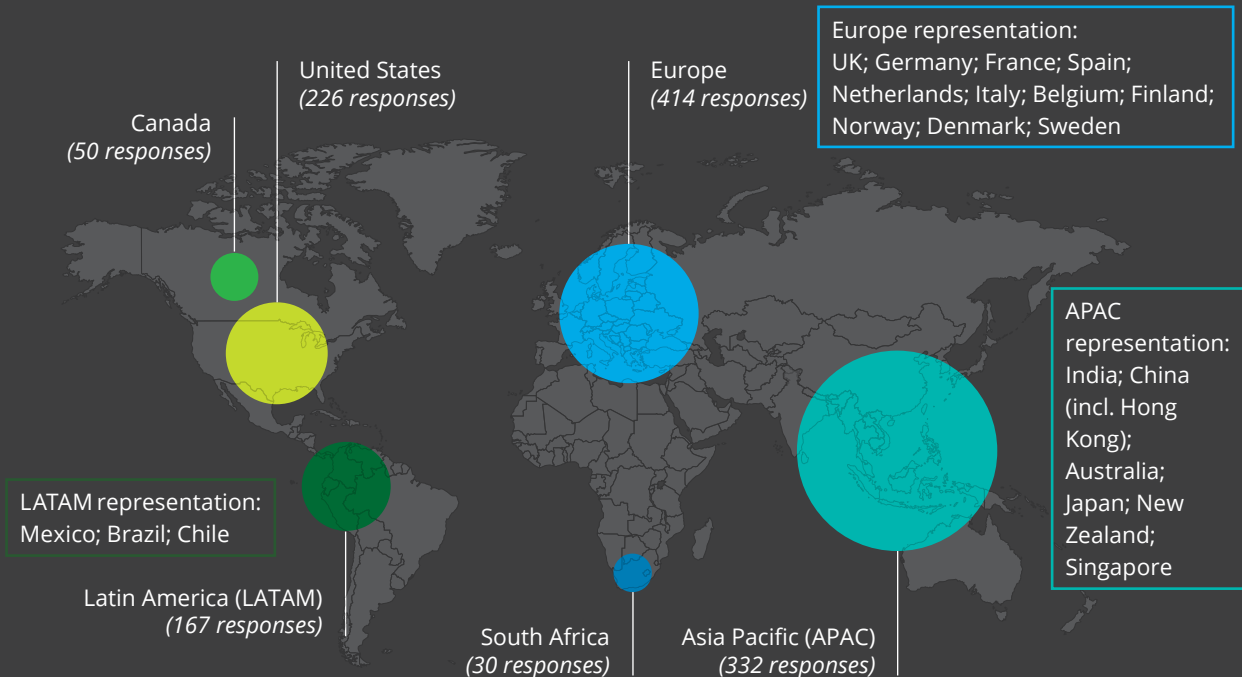 Europe representation:
UK; Germany; France; Spain;
Netherlands; Italy; Belgium; Finland;
Norway; Denmark; Sweden
United States
(226 responses)
Europe
(414 responses)
Canada
(50 responses)
APAC
representation:
India; China
(incl. Hong
Kong);
Australia;
Japan; New
Zealand;
Singapore
LATAM representation:
Mexico; Brazil; Chile
Latin America (LATAM)
(167 responses)
South Africa
(30 responses)
Asia Pacific (APAC)
(332 responses)